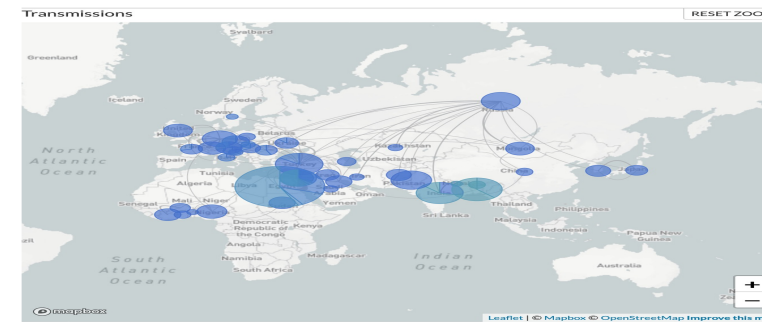 Transmissions
RESET ZOO
Svalbard
Greenland
Iceland
Sweden
Norway
Belarus
North
Atlantic
Ocean
Spain
Kazakhstan
Mongolia
Uzbekistan
Tunisia
Algeria
Libya
Oman
Senegal
Mali
Niger
Yemen
Thailand
Philippines
Sri Lanka
Malaysia
Democratic
Republic of
the Congo
Kenya
Indonesia
Papua New
Guinea
Angola
Namibia
Madagascar
South Africa
South
Atlantic
Ocean
Indian
Ocean
Australia
+
−
mapbox
Leaflet | © Mapbox © OpenStreetMap Improve this m